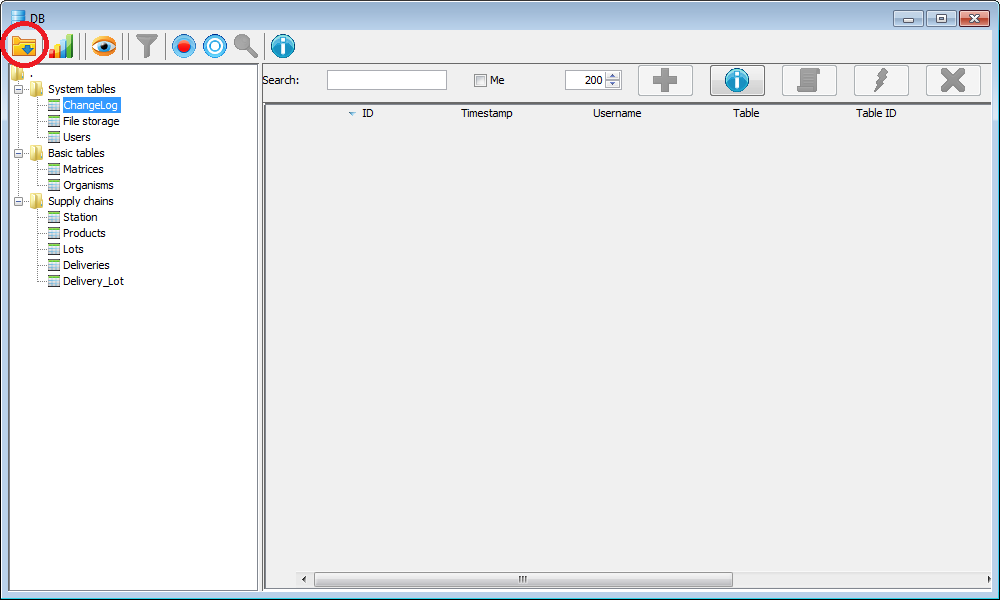 DB
Search:
Me
200
.
System tables
ChangeLog
File storage
Users
Basic tables
Matrices
Organisms
Supply chains
Station
Products
Lots
Deliveries
Delivery_Lot
ID Timestamp Username Table Table ID